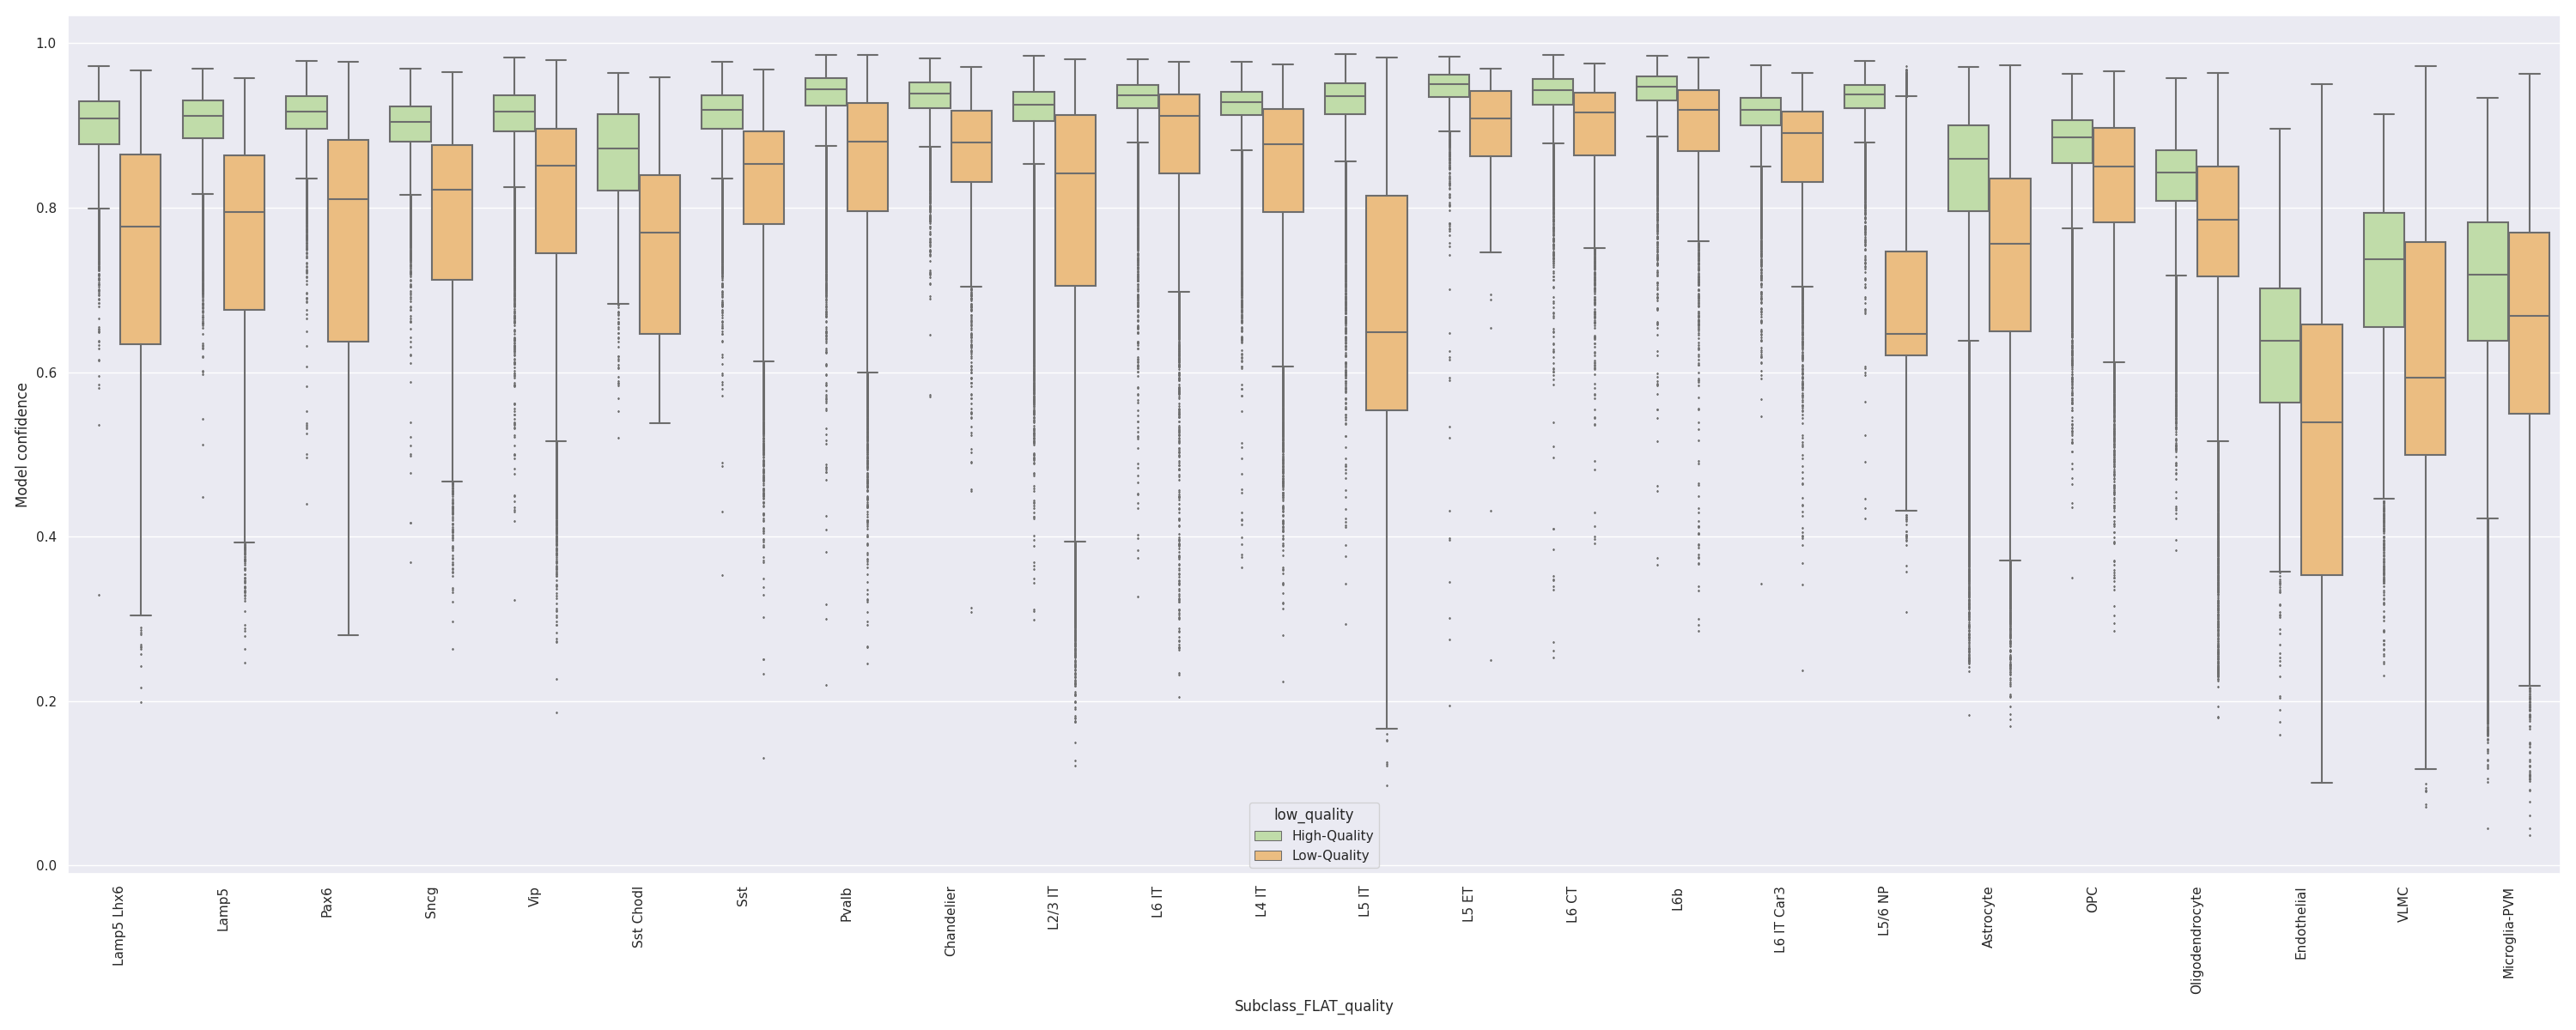 1.0
0.8
0.6
0.4
0.2
0.0
Model confidence
low_quality
High-Quality
Low-Quality
Lamp5 Lhx6
Lamp5
Pax6
Sncg
Vip
Sst Chodl
Sst
Pvalb
Chandelier
L2/3 IT
L6 IT
L4 IT
L5 IT
L5 ET
L6 CT
L6b
L6 IT Car3
L5/6 NP
Astrocyte
OPC
Oligodendrocyte
Endothelial
VLMC
Microglia-PVM
Subclass_FLAT_quality